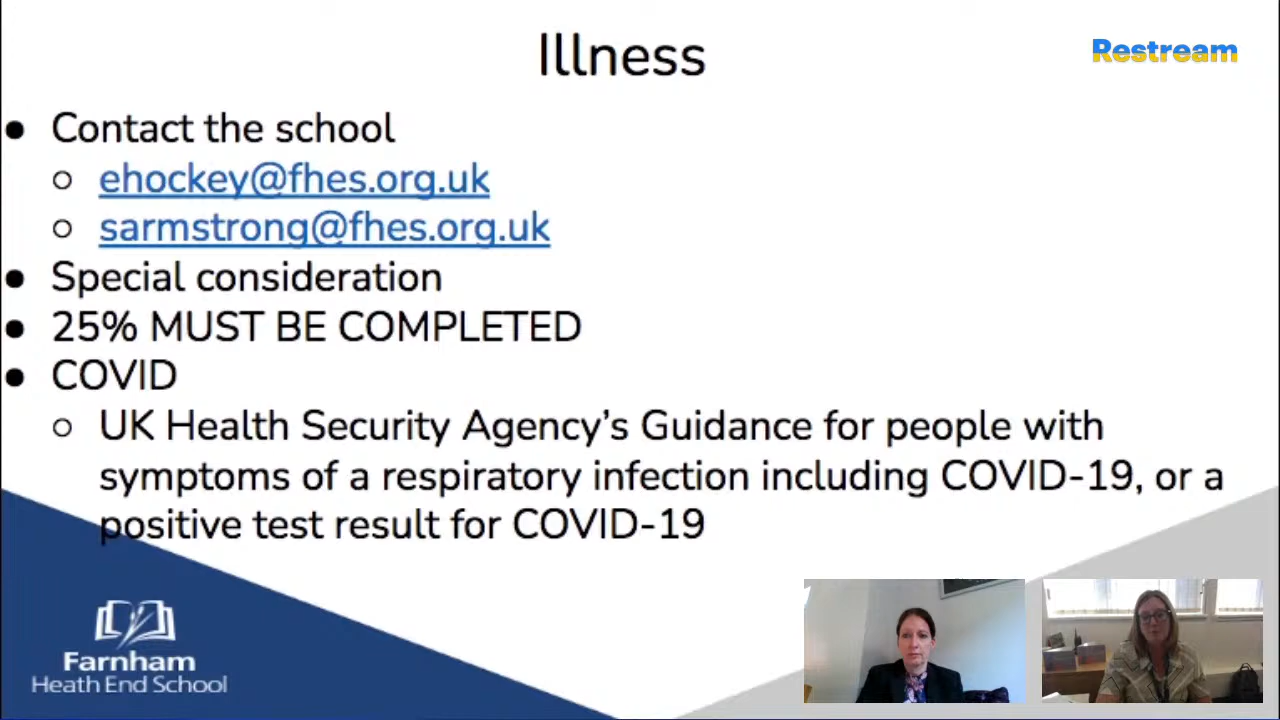 Illness
Restream
● Contact the school
○ ehockey@fhes.org.uk
○ sarmstrong@fhes.org.uk
● Special consideration
● 25% MUST BE COMPLETED
● COVID
○ UK Health Security Agency’s Guidance for people with
symptoms of a respiratory infection including COVID-19, or a
positive test result for COVID-19
Farnham
Heath End School